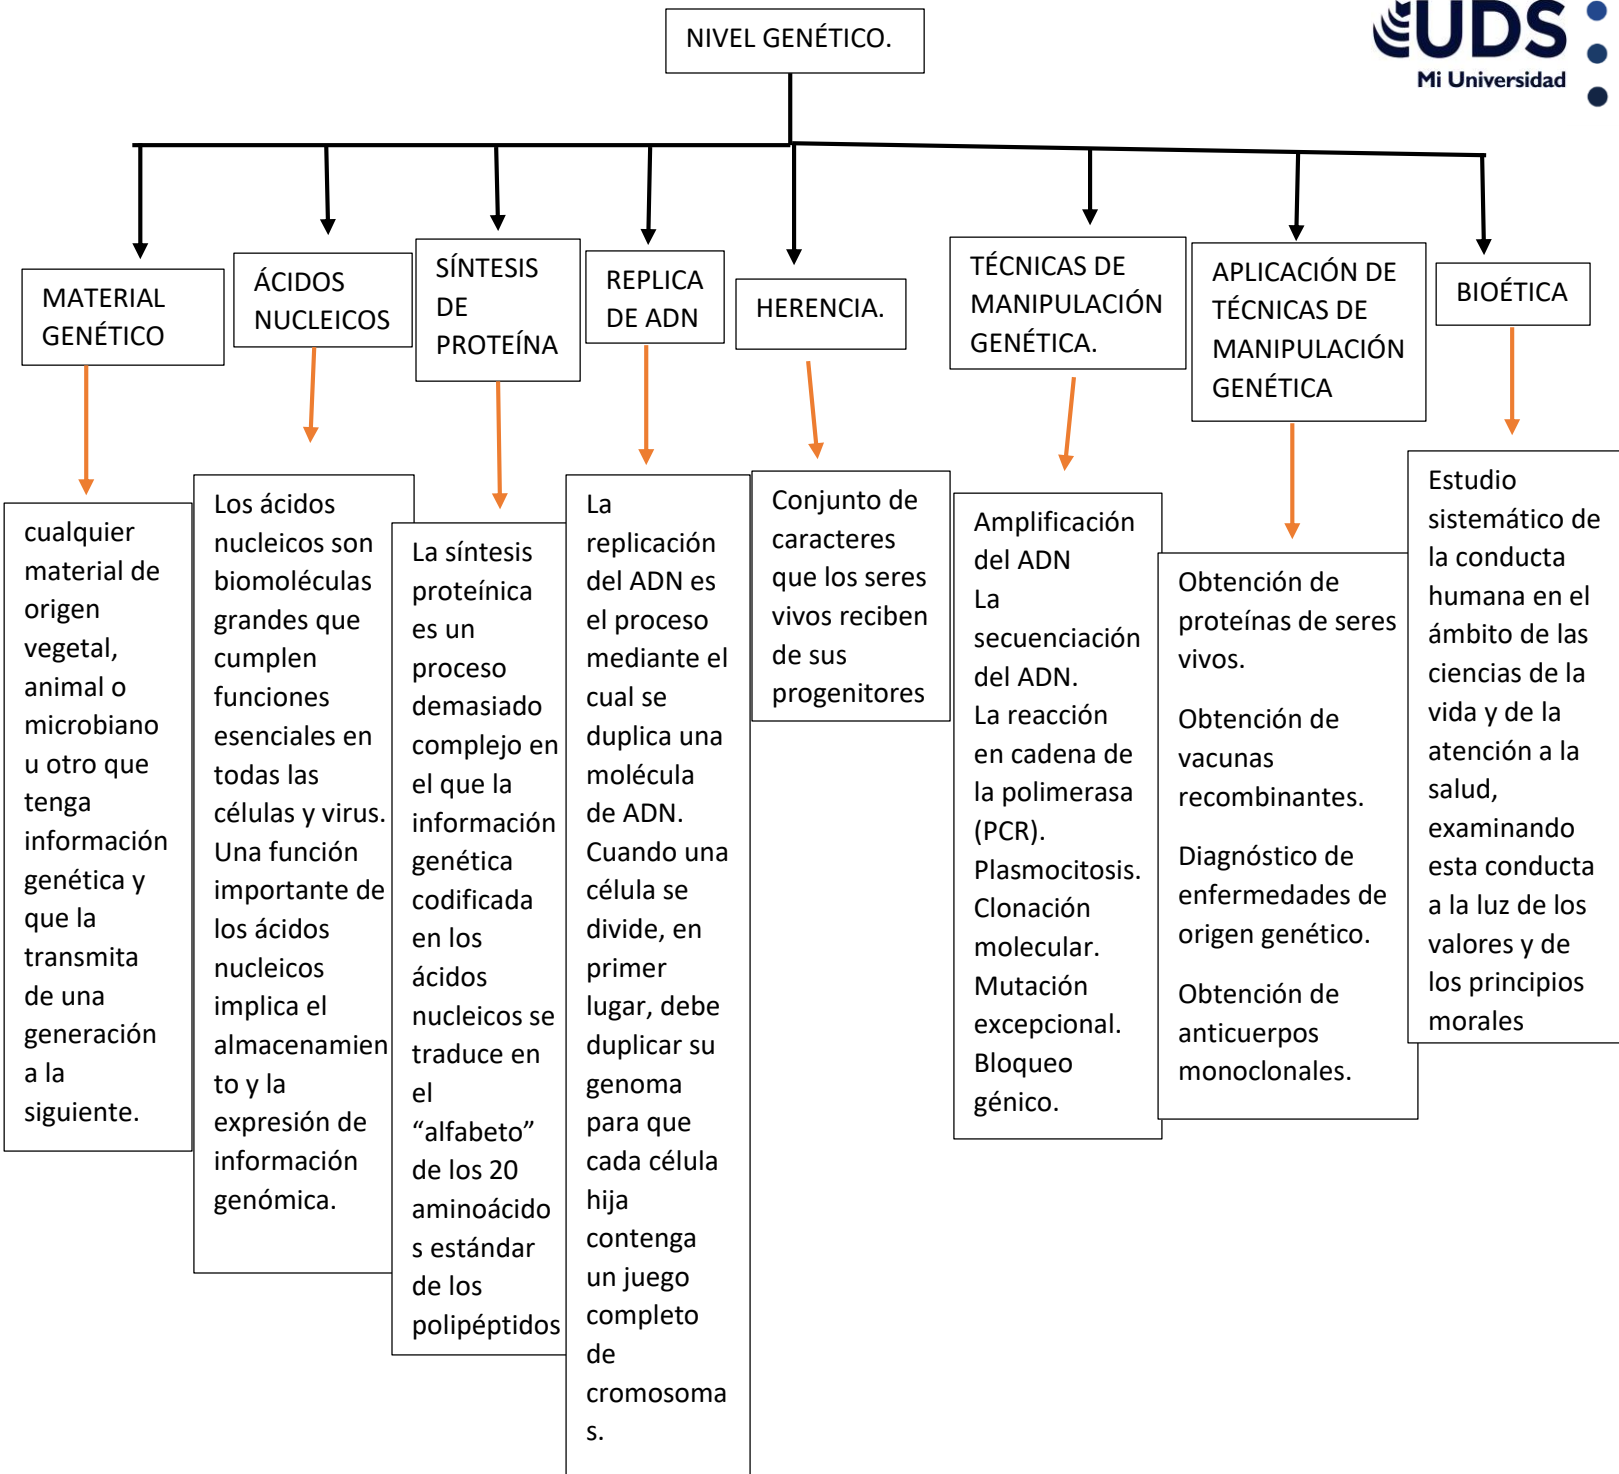 UDS
Mi Universidad
NIVEL GENÉTICO.
MATERIAL
GENÉTICO
ÁCIDOS
NUCLEICOS
SÍNTESIS
DE
PROTEÍNA
REPLICA
DE ADN
HERENCIA.
TÉCNICAS DE
MANIPULACIÓN
GENÉTICA.
APLICACIÓN DE
TÉCNICAS DE
MANIPULACIÓN
GENÉTICA
BIOÉTICA
cualquier
material de
origen
vegetal,
animal o
microbiano
u otro que
tenga
información
genética y
que la
transmita
de una
generación
a la
siguiente.
Los ácidos
nucleicos son
biomoléculas
grandes que
cumplen
funciones
esenciales en
todas las
células y virus.
Una función
importante de
los ácidos
nucleicos
implica el
almacenamien
to y la
expresión de
información
genómica.
La síntesis
proteínica
es un
proceso
demasiado
complejo en
el que la
información
genética
codificada
en los
ácidos
nucleicos se
traduce en
el
“alfabeto”
de los 20
aminoácido
s estándar
de los
polipéptidos
La
replicación
del ADN es
el proceso
mediante el
cual se
duplica una
molécula
de ADN.
Cuando una
célula se
divide, en
primer
lugar, debe
duplicar su
genoma
para que
cada célula
hija
contenga
un juego
completo
de
cromosoma
s.
Conjunto de
caracteres
que los seres
vivos reciben
de sus
progenitores
Amplificación
del ADN
La
secuenciación
del ADN.
La reacción
en cadena de
la polimerasa
(PCR).
Plasmocitosis.
Clonación
molecular.
Mutación
excepcional.
Bloqueo
génico.
Obtención de
proteínas de seres
vivos.
Obtención de
vacunas
recombinantes.
Diagnóstico de
enfermedades de
origen genético.
Obtención de
anticuerpos
monoclonales.
Estudio
sistemático de
la conducta
humana en el
ámbito de las
ciencias de la
vida y de la
atención a la
salud,
examinando
esta conducta
a la luz de los
valores y de
los principios
morales